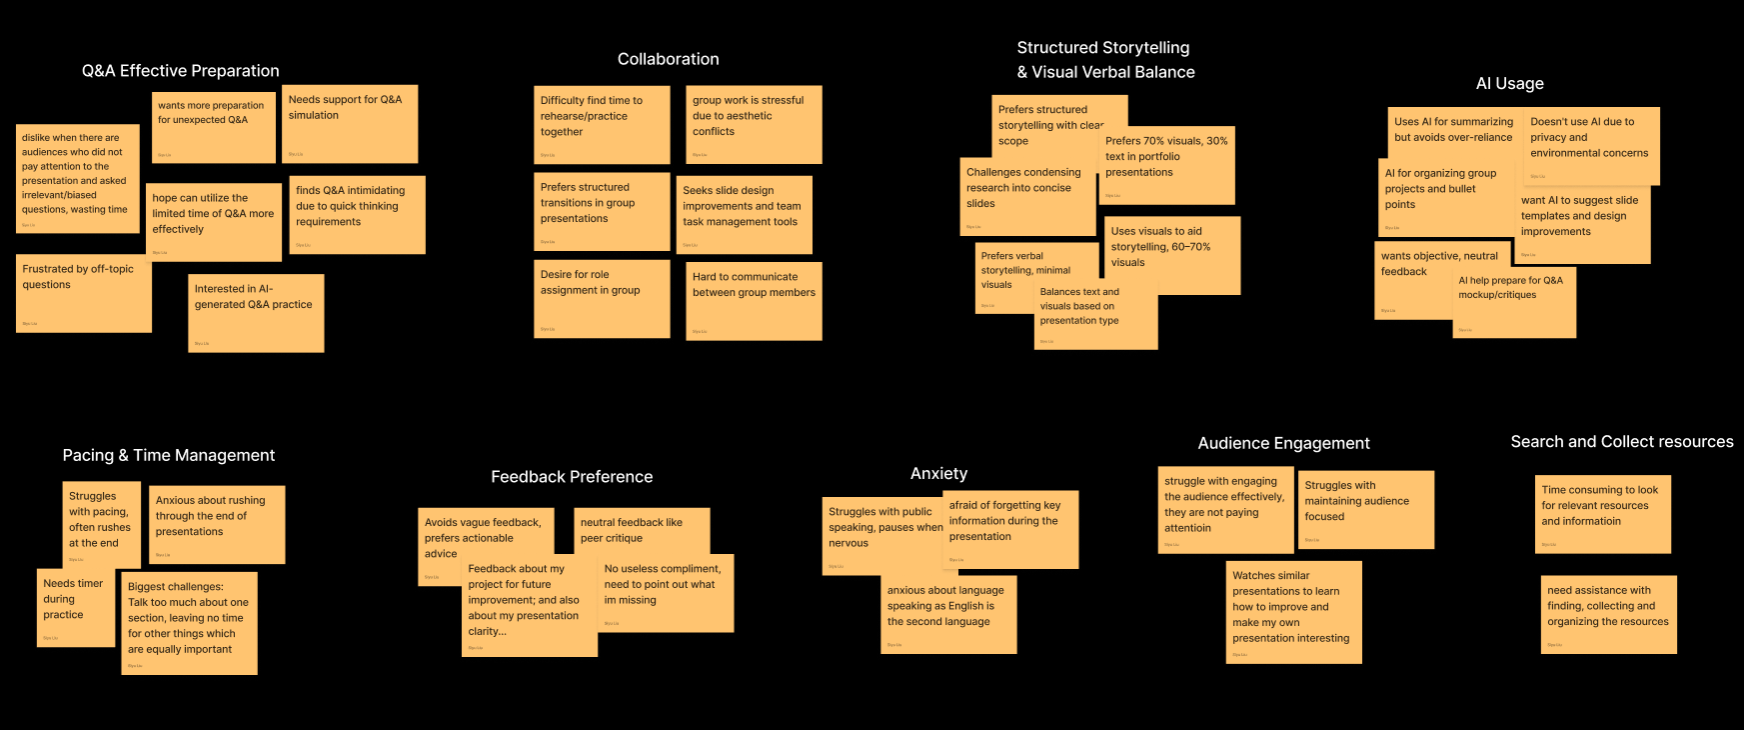 Q&A Effective Preparation
dislike when there are
audiences who did not
pay attention to the
presentation and asked
irrelevant/biased
questions, wasting time
wants more preparation
for unexpected Q&A
Needs support for Q&A
simulation
hope can utilize the
limited time of Q&A more
effectively
finds Q&A intimidating
due to quick thinking
requirements
Frustrated by off-topic
questions
Interested in AI-
generated Q&A practice
Collaboration
Difficulty find time to
rehearse/practice
together
group work is stressful
due to aesthetic
conflicts
Prefers structured
transitions in group
presentations
Seeks slide design
improvements and team
task management tools
Desire for role
assignment in group
Hard to communicate
between group members
Structured Storytelling
& Visual Verbal Balance
Prefers structured
storytelling with clear
scope
Prefers 70% visuals, 30%
text in portfolio
presentations
Challenges condensing
research into concise
slides
Uses visuals to aid
storytelling, 60–70%
visuals
Prefers verbal
storytelling, minimal
visuals
Balances text and
visuals based on
presentation type
AI Usage
Uses AI for summarizing
but avoids over-reliance
Doesn't use AI due to
privacy and
environmental concerns
AI for organizing group
projects and bullet
points
want AI to suggest slide
templates and design
improvements
wants objective, neutral
feedback
AI help prepare for Q&A
mockup/critiques
Pacing & Time Management
Struggles
with pacing,
often rushes
at the end
Anxious about rushing
through the end of
presentations
Needs timer
during
practice
Biggest challenges:
Talk too much about one
section, leaving no time
for other things which
are equally important
Feedback Preference
Avoids vague feedback,
prefers actionable
advice
neutral feedback like
peer critique
Feedback about my
project for future
improvement; and also
about my presentation
clarity...
No useless compliment,
need to point out what
im missing
Anxiety
Struggles with public
speaking, pauses when
nervous
afraid of forgetting key
information during the
presentation
anxious about language
speaking as English is
the second language
Audience Engagement
struggle with engaging
the audience effectively,
they are not paying
attentioin
Struggles with
maintaining audience
focused
Watches similar
presentations to learn
how to improve and
make my own
presentation interesting
Search and Collect resources
Time consuming to look
for relevant resources
and informatioin
need assistance with
finding, collecting and
organizing the resources